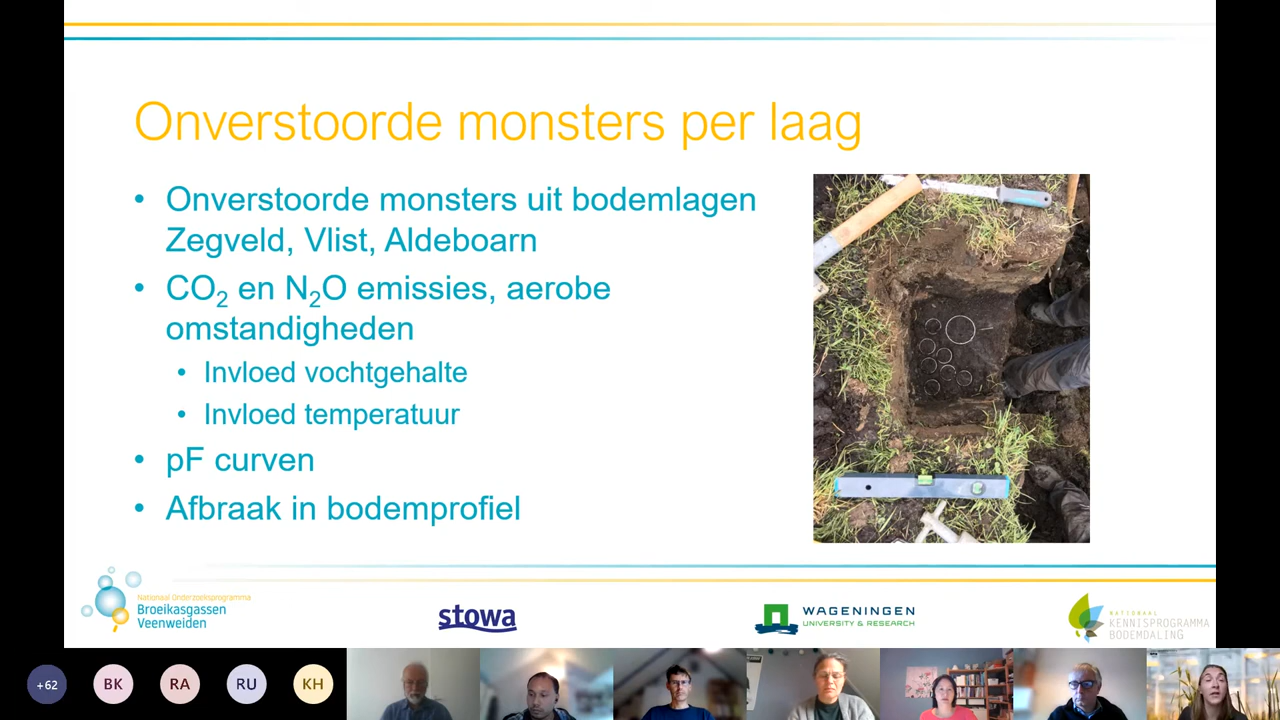 Onverstoorde monsters per laag
• Onverstoorde monsters uit bodemlagen
Zegveld, Vlist, Aldeboarn
• CO₂ en N₂O emissies, aerobe
omstandigheden
• Invloed vochtgehalte
• Invloed temperatuur
• pF curven
• Afbraak in bodemprofiel
Nationaal Onderzoeksprogramma
Broeikasgassen
Veenweiden
stowa
WAGENINGEN
UNIVERSITY & RESEARCH
NATIONAAL
KENNISPROGRAMMA
BODEMDALING
+62 BK RA RU KH